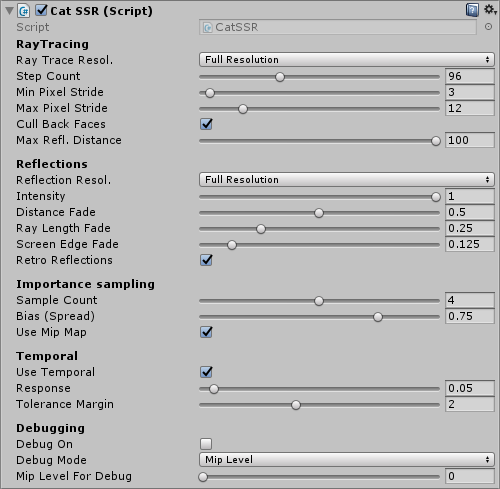 Cat SSR (Script)
Script CatSSR
RayTracing
Ray Trace Resol. Full Resolution
Step Count 96
Min Pixel Stride 3
Max Pixel Stride 12
Cull Back Faces
Max Refl. Distance 100
Reflections
Reflection Resol. Full Resolution
Intensity 1
Distance Fade 0.5
Ray Length Fade 0.25
Screen Edge Fade 0.125
Retro Reflections
Importance sampling
Sample Count 4
Bias (Spread) 0.75
Use Mip Map
Temporal
Use Temporal
Response 0.05
Tolerance Margin 2
Debugging
Debug On
Debug Mode Mip Level
Mip Level For Debug 0